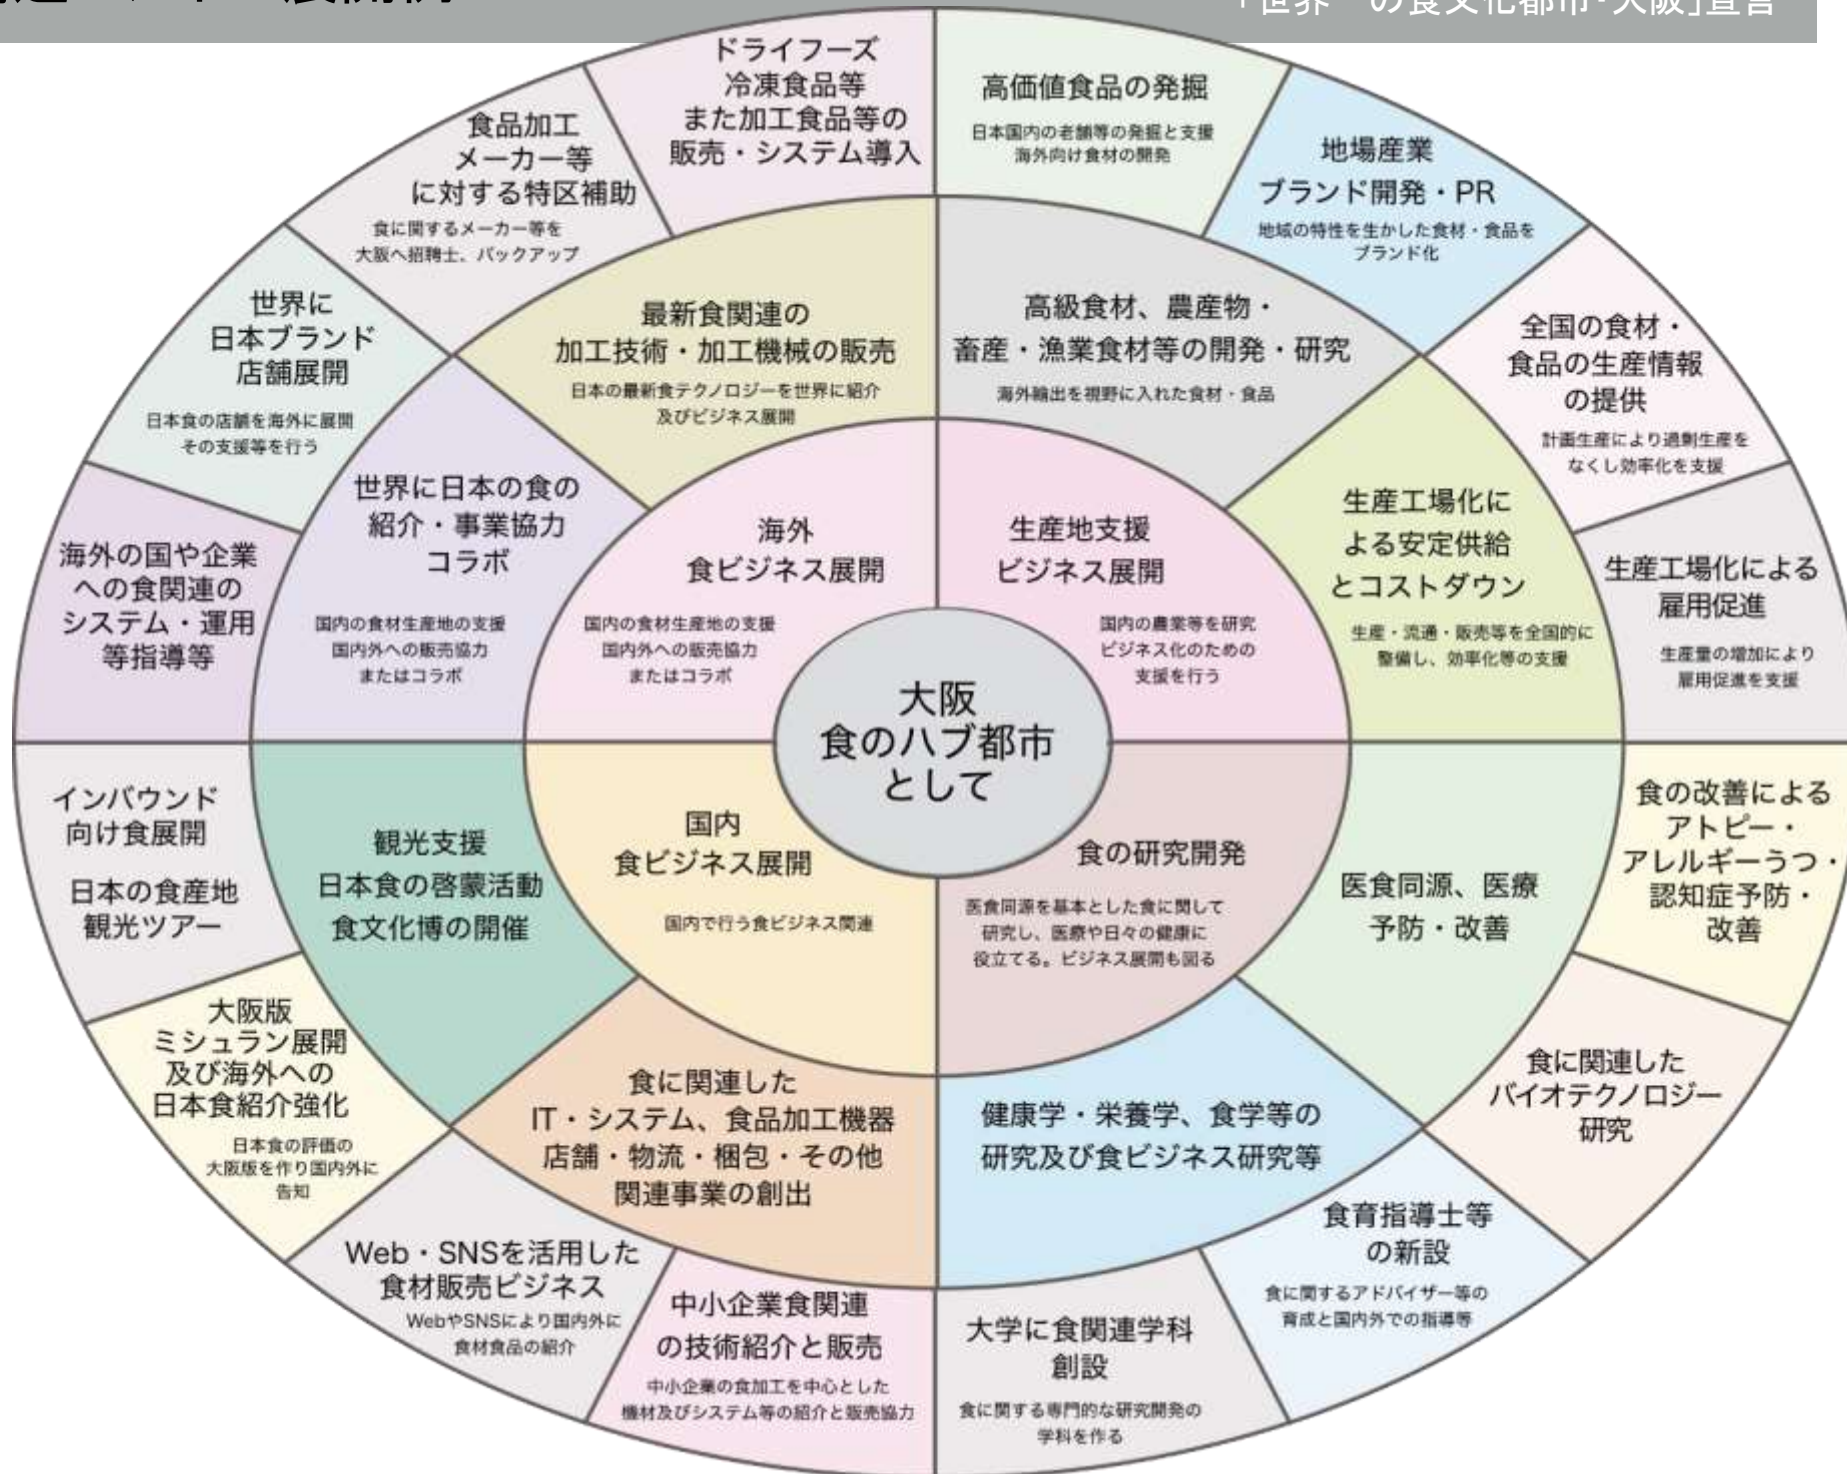 の食文化都市・大阪」宣言
ドライフーズ
冷凍食品等
また加工食品等の
販売・システム導入
高価値食品の発掘
日本国内の老舗等の発掘と支援
海外向け食材の開発
食品加工
メーカー等
に対する特区補助
食に関するメーカー等を
大阪へ招聘士、バックアップ
地場産業
ブランド開発・PR
地域の特性を生かした食材・食品を
ブランド化
世界に
日本ブランド
店舗展開
日本食の店舗を海外に展開
その支援等を行う
最新食関連の
加工技術・加工機械の販売
日本の最新食テクノロジーを世界に紹介
及びビジネス展開
高級食材、農産物・
畜産・漁業食材等の開発・研究
海外輸出を視野に入れた食材・食品
全国の食材・
食品の生産情報
の提供
計画生産により過剰生産を
なくし効率化を支援
海外の国や企業
への食関連の
システム・運用
等指導等
世界に日本の食の
紹介・事業協力
コラボ
国内の食材生産地の支援
国内外への販売協力
またはコラボ
海外
食ビジネス展開
国内の食材生産地の支援
国内外への販売協力
またはコラボ
生産地支援
ビジネス展開
国内の農業等を研究
ビジネス化のための
支援を行う
生産工場化に
よる安定供給
とコストダウン
生産・流通・販売等を全国的に
整備し、効率化等の支援
生産工場化による
雇用促進
生産量の増加により
雇用促進を支援
大阪
食のハブ都市
として
インバウンド
向け食展開
日本の食産地
観光ツアー
観光支援
日本食の啓蒙活動
食文化博の開催
国内
食ビジネス展開
国内で行う食ビジネス関連
食の研究開発
医食同源を基本とした食に関して
研究し、医療や日々の健康に
役立てる。ビジネス展開も図る
医食同源、医療
予防・改善
食の改善による
アトピー・
アレルギーうつ・
認知症予防・
改善
大阪版
ミシュラン展開
及び海外への
日本食紹介強化
日本食の評価の
大阪版を作り国内外に
告知
食に関連した
IT・システム、食品加工機器
店舗・物流・梱包・その他
関連事業の創出
健康学・栄養学、食学等の
研究及び食ビジネス研究等
食に関連した
バイオテクノロジー
研究
Web・SNSを活用した
食材販売ビジネス
WebやSNSにより国内外に
食材食品の紹介
中小企業食関連
の技術紹介と販売
中小企業の食加工を中心とした
機材及びシステム等の紹介と販売協力
大学に食関連学科
創設
食に関する専門的な研究開発の
学科を作る
食育指導士等
の新設
食に関するアドバイザー等の
育成と国内外での指導等